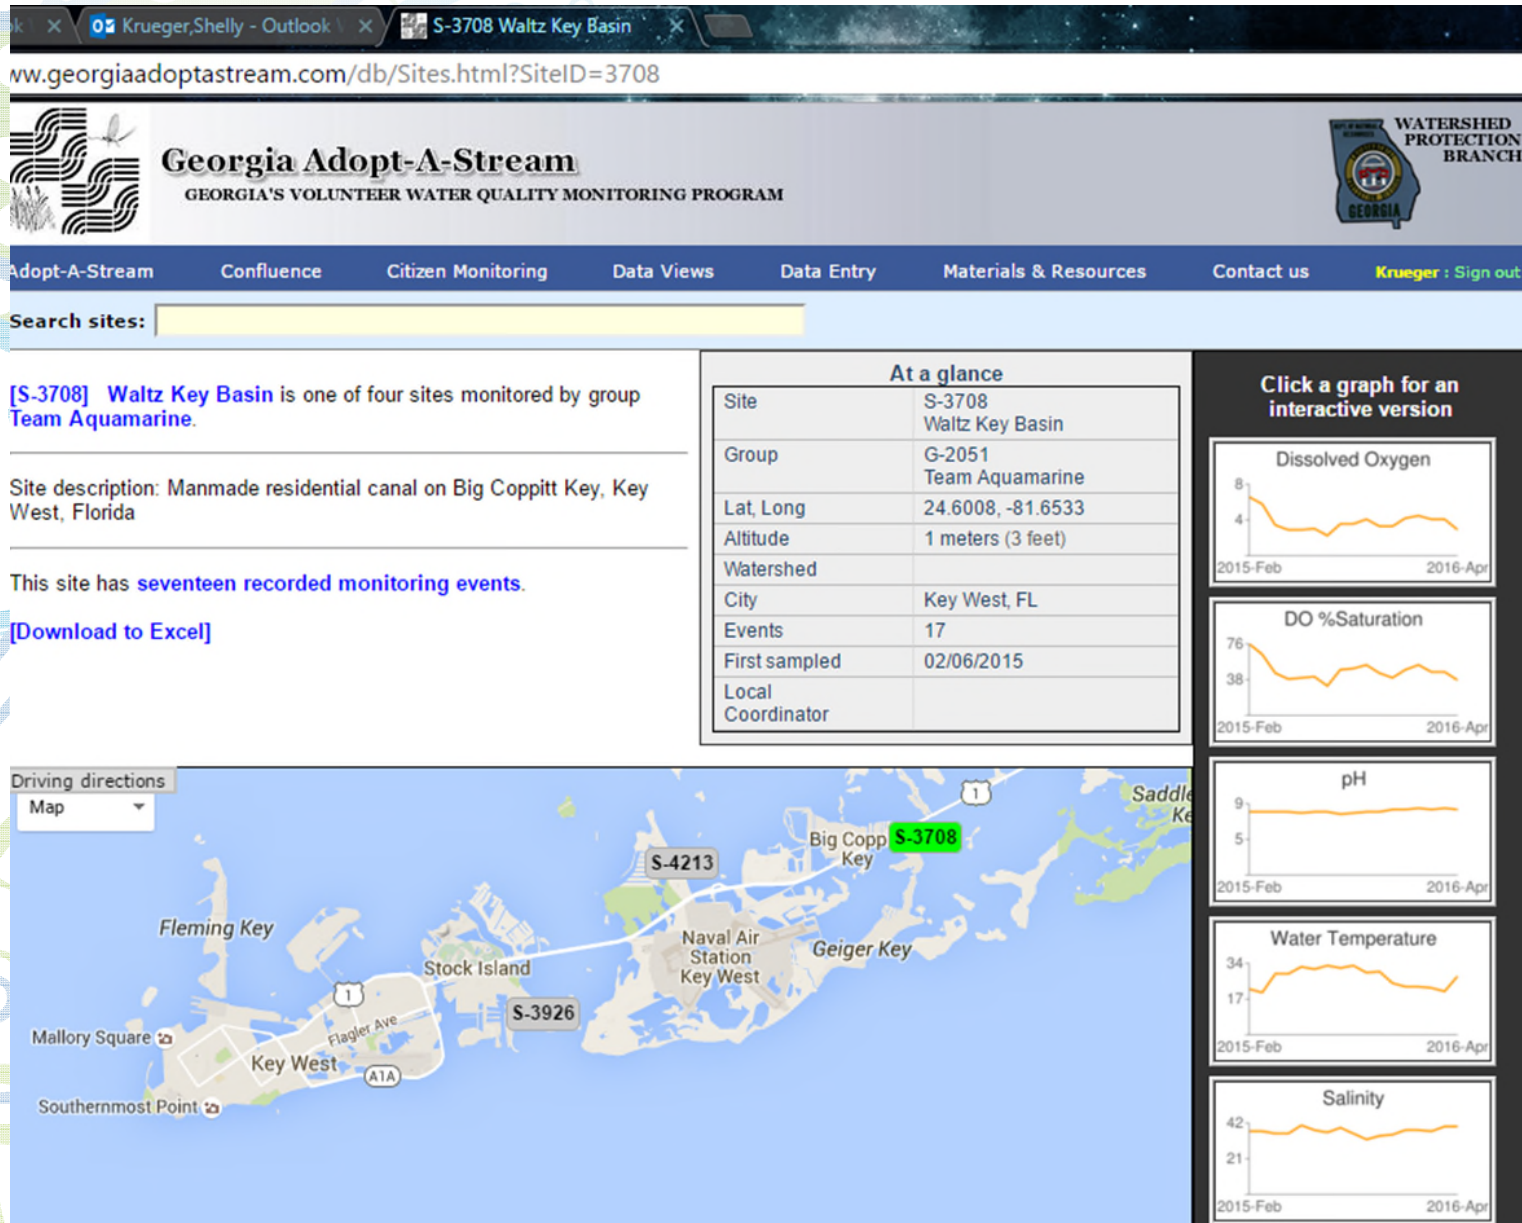 Krueger,Shelly - Outlook
S-3708 Waltz Key Basin
ww.georgiaadoptastream.com/db/Sites.html?SiteID=3708
Georgia Adopt-A-Stream
GEORGIA'S VOLUNTEER WATER QUALITY MONITORING PROGRAM
WATERSHED
PROTECTION
BRANCH
GEORGIA
Adopt-A-Stream Confluence Citizen Monitoring Data Views Data Entry Materials & Resources Contact us Krueger : Sign out
Search sites:
[S-3708] Waltz Key Basin is one of four sites monitored by group
Team Aquamarine.
Site description: Manmade residential canal on Big Coppitt Key, Key
West, Florida
This site has seventeen recorded monitoring events.
[Download to Excel]
At a glance
Site S-3708
Waltz Key Basin
Group G-2051
Team Aquamarine
Lat, Long 24.6008, -81.6533
Altitude 1 meters (3 feet)
Watershed
City Key West, FL
Events 17
First sampled 02/06/2015
Local
Coordinator
Click a graph for an
interactive version
Dissolved Oxygen
8
4
2015-Feb 2016-Apr
DO %Saturation
76
38
2015-Feb 2016-Apr
pH
9
5
2015-Feb 2016-Apr
Water Temperature
34
17
2015-Feb 2016-Apr
Salinity
42
21
2015-Feb 2016-Apr
Driving directions
Map
1
Saddle
Ke
Big Copp
Key
S-3708
S-4213
Fleming Key
Naval Air
Station
Key West
Geiger Key
Stock Island
1
S-3926
Flagler Ave
Mallory Square
Key West
A1A
Southernmost Point